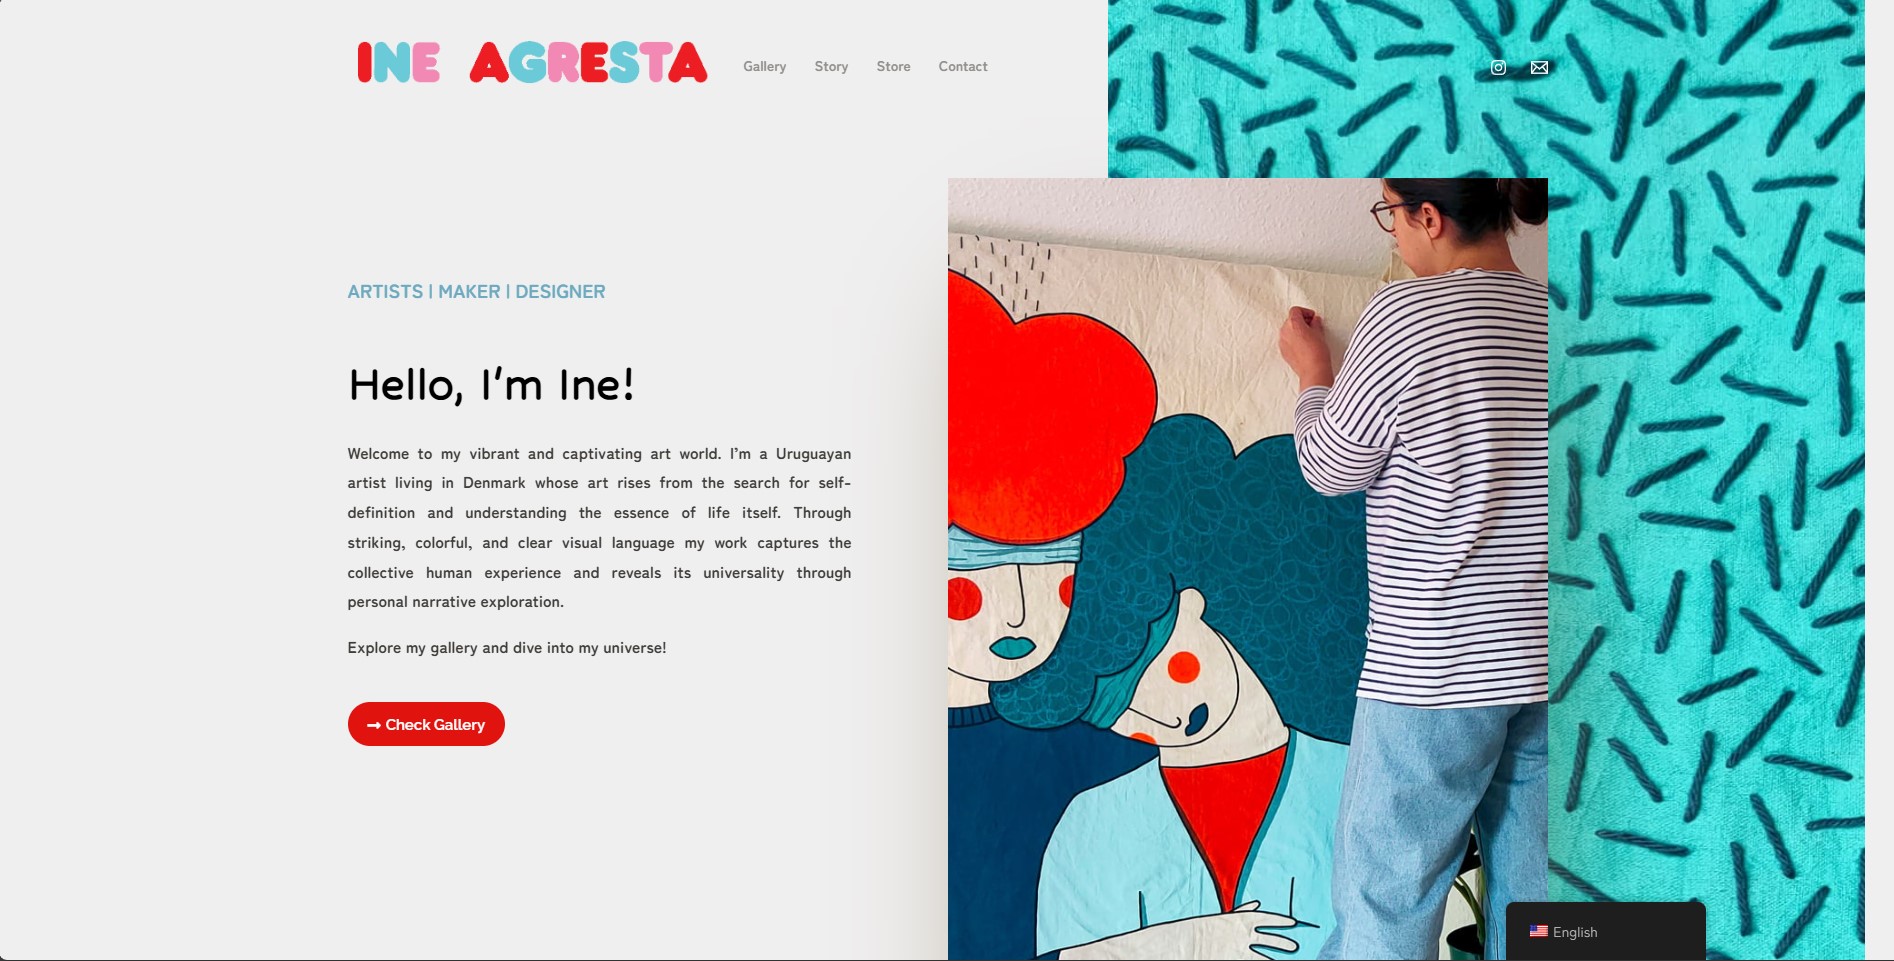 INE AGRESTA
Gallery Story Store Contact
ARTISTS | MAKER | DESIGNER
Hello, I'm Ine!
Welcome to my vibrant and captivating art world. I'm a Uruguayan
artist living in Denmark whose art rises from the search for self-
definition and understanding the essence of life itself. Through
striking, colorful, and clear visual language my work captures the
collective human experience and reveals its universality through
personal narrative exploration.
Explore my gallery and dive into my universe!
➞ Check Gallery
English